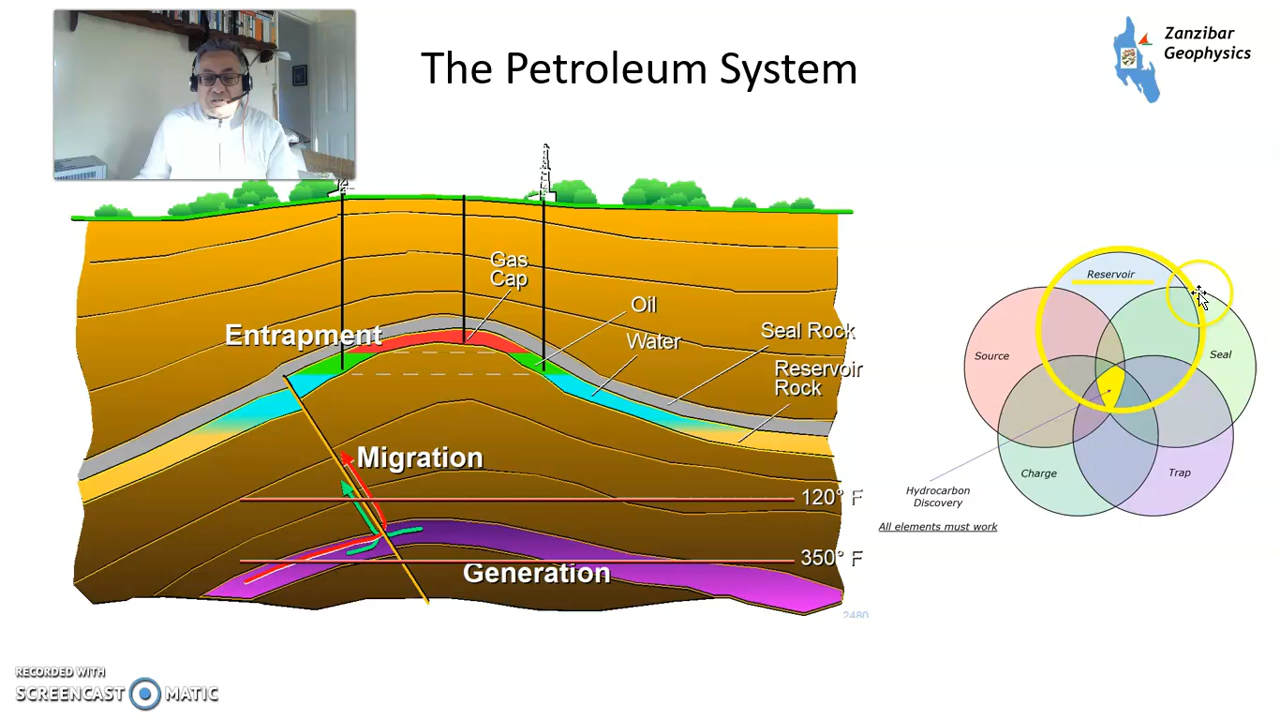 The Petroleum System
Zanzibar
Geophysics
Gas
Cap
Oil
Entrapment
Water
Seal Rock
Reservoir
Rock
Migration
120° F
350° F
Generation
2480
Reservoir
Source
Seal
Charge
Trap
Hydrocarbon
Discovery
All elements must work
RECORDED WITH
SCREENCAST MATIC